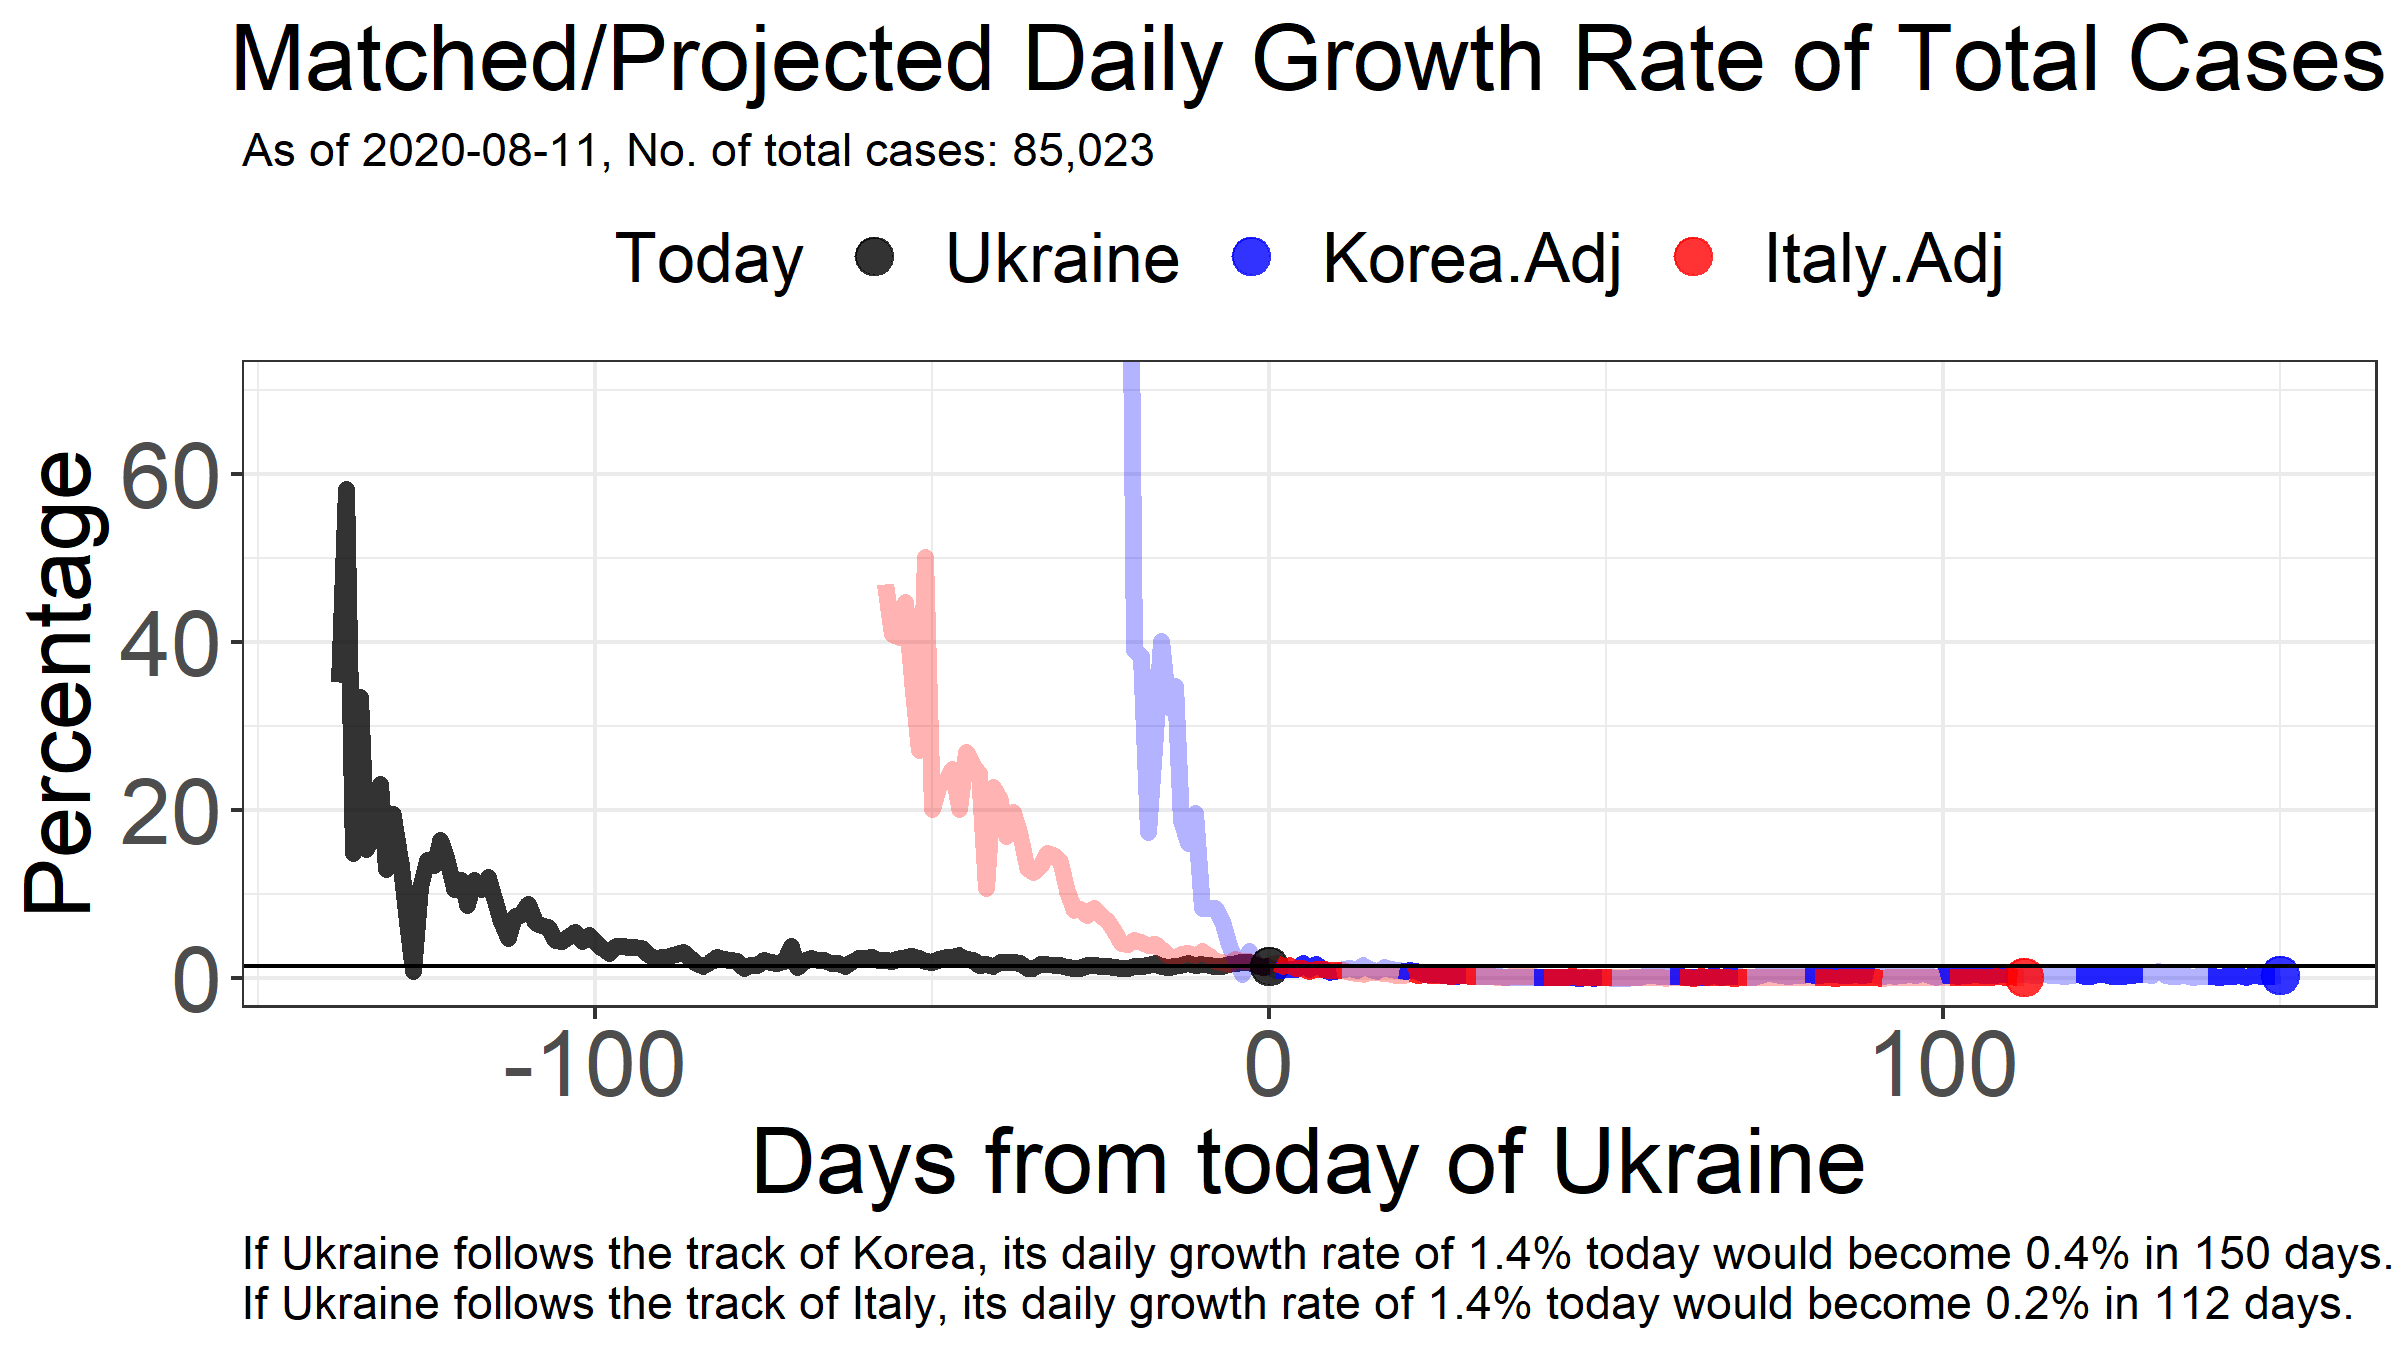 Matched/Projected Daily Growth Rate of Total Cases
As of 2020-08-11, No. of total cases: 85,023
Today Ukraine Korea.Adj Italy.Adj
Percentage
60
40
20
0
-100 0 100
Days from today of Ukraine
If Ukraine follows the track of Korea, its daily growth rate of 1.4% today would become 0.4% in 150 days.
If Ukraine follows the track of Italy, its daily growth rate of 1.4% today would become 0.2% in 112 days.